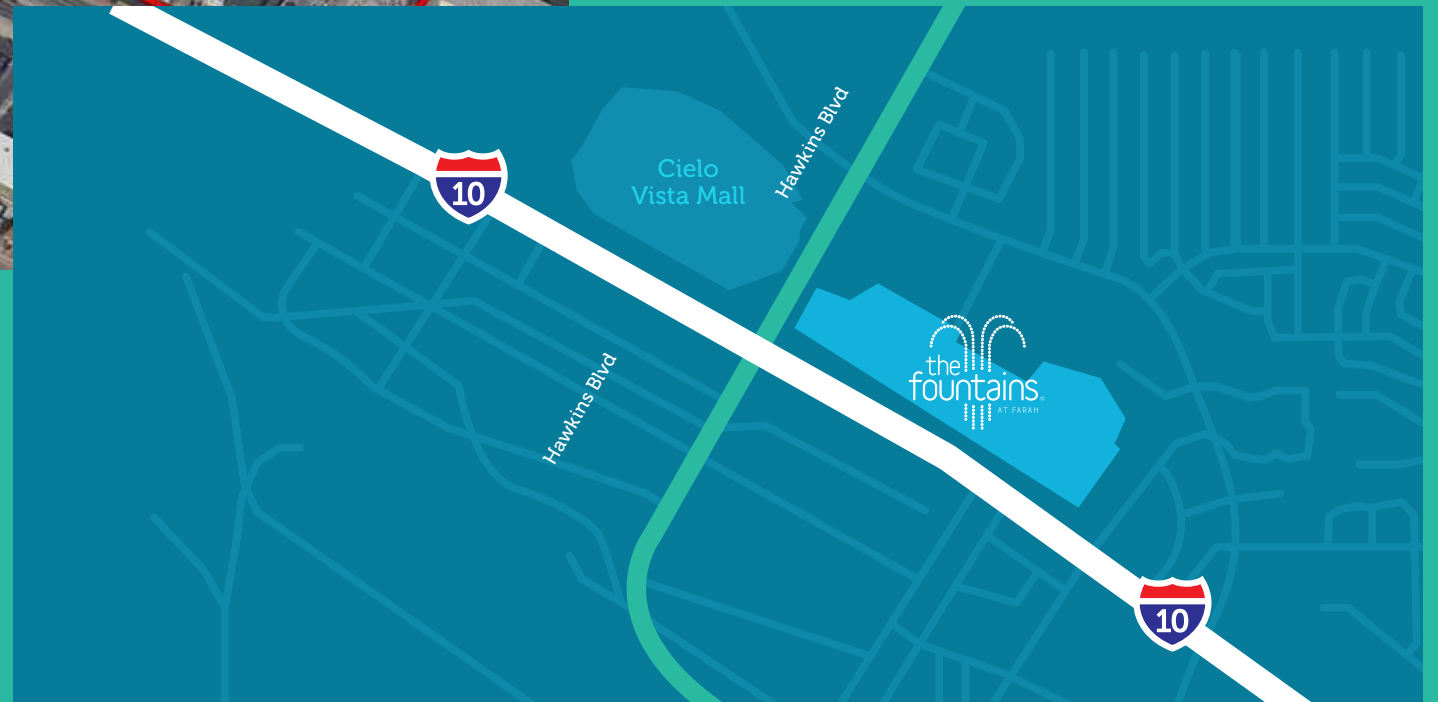 Hawkins Blvd
Cielo
Vista Mall
10
the
fountains
AT FARAH
Hawkins Blvd
10